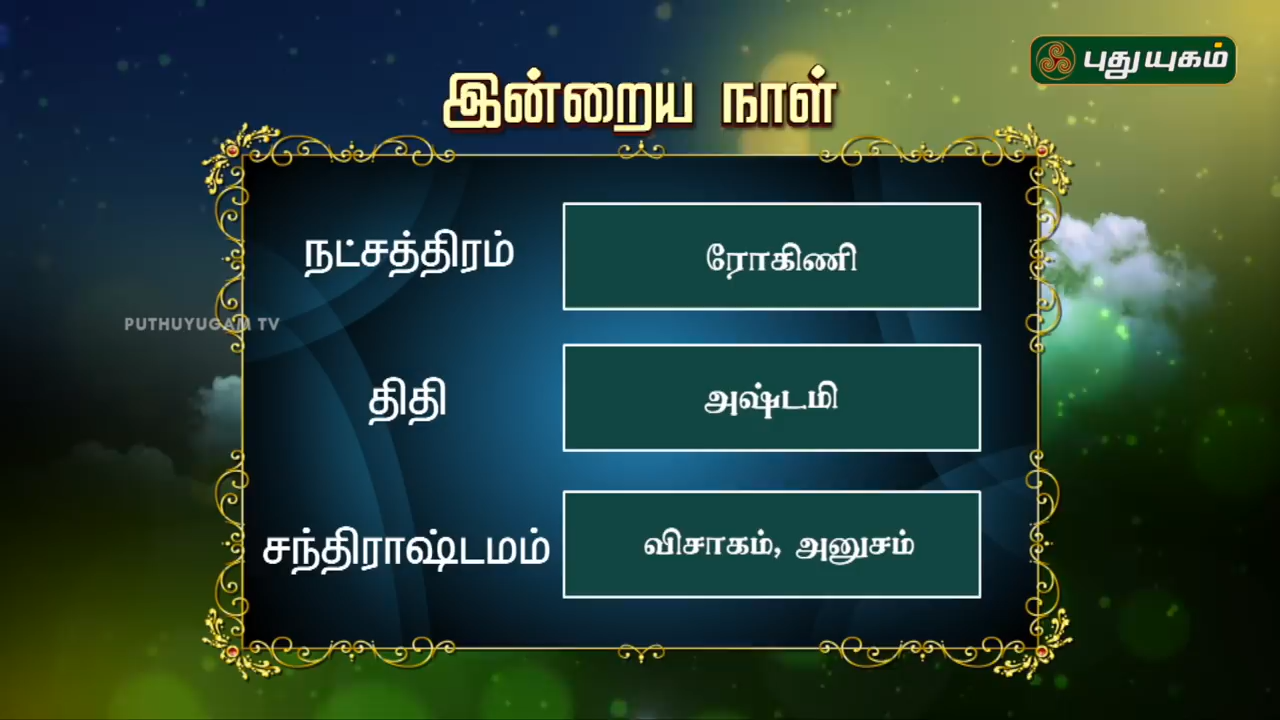 புதுயுகம்
இன்றைய நாள்
நட்சத்திரம் ரோகிணி
PUTHUYUGAM TV
திதி அஷ்டமி
சந்திராஷ்டமம் விசாகம், அனுசம்